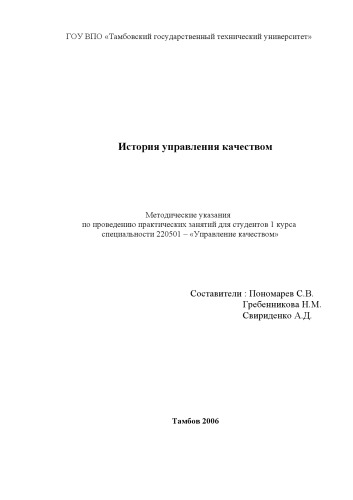 ГОУ ВПО «Тамбовский государственный технический университет»
История управления качеством
Методические указания
по проведению практических занятий для студентов 1 курса
специальности 220501 – «Управление качеством»
Составители : Пономарев С.В.
Гребенникова Н.М.
Свириденко А.Д.
Тамбов 2006